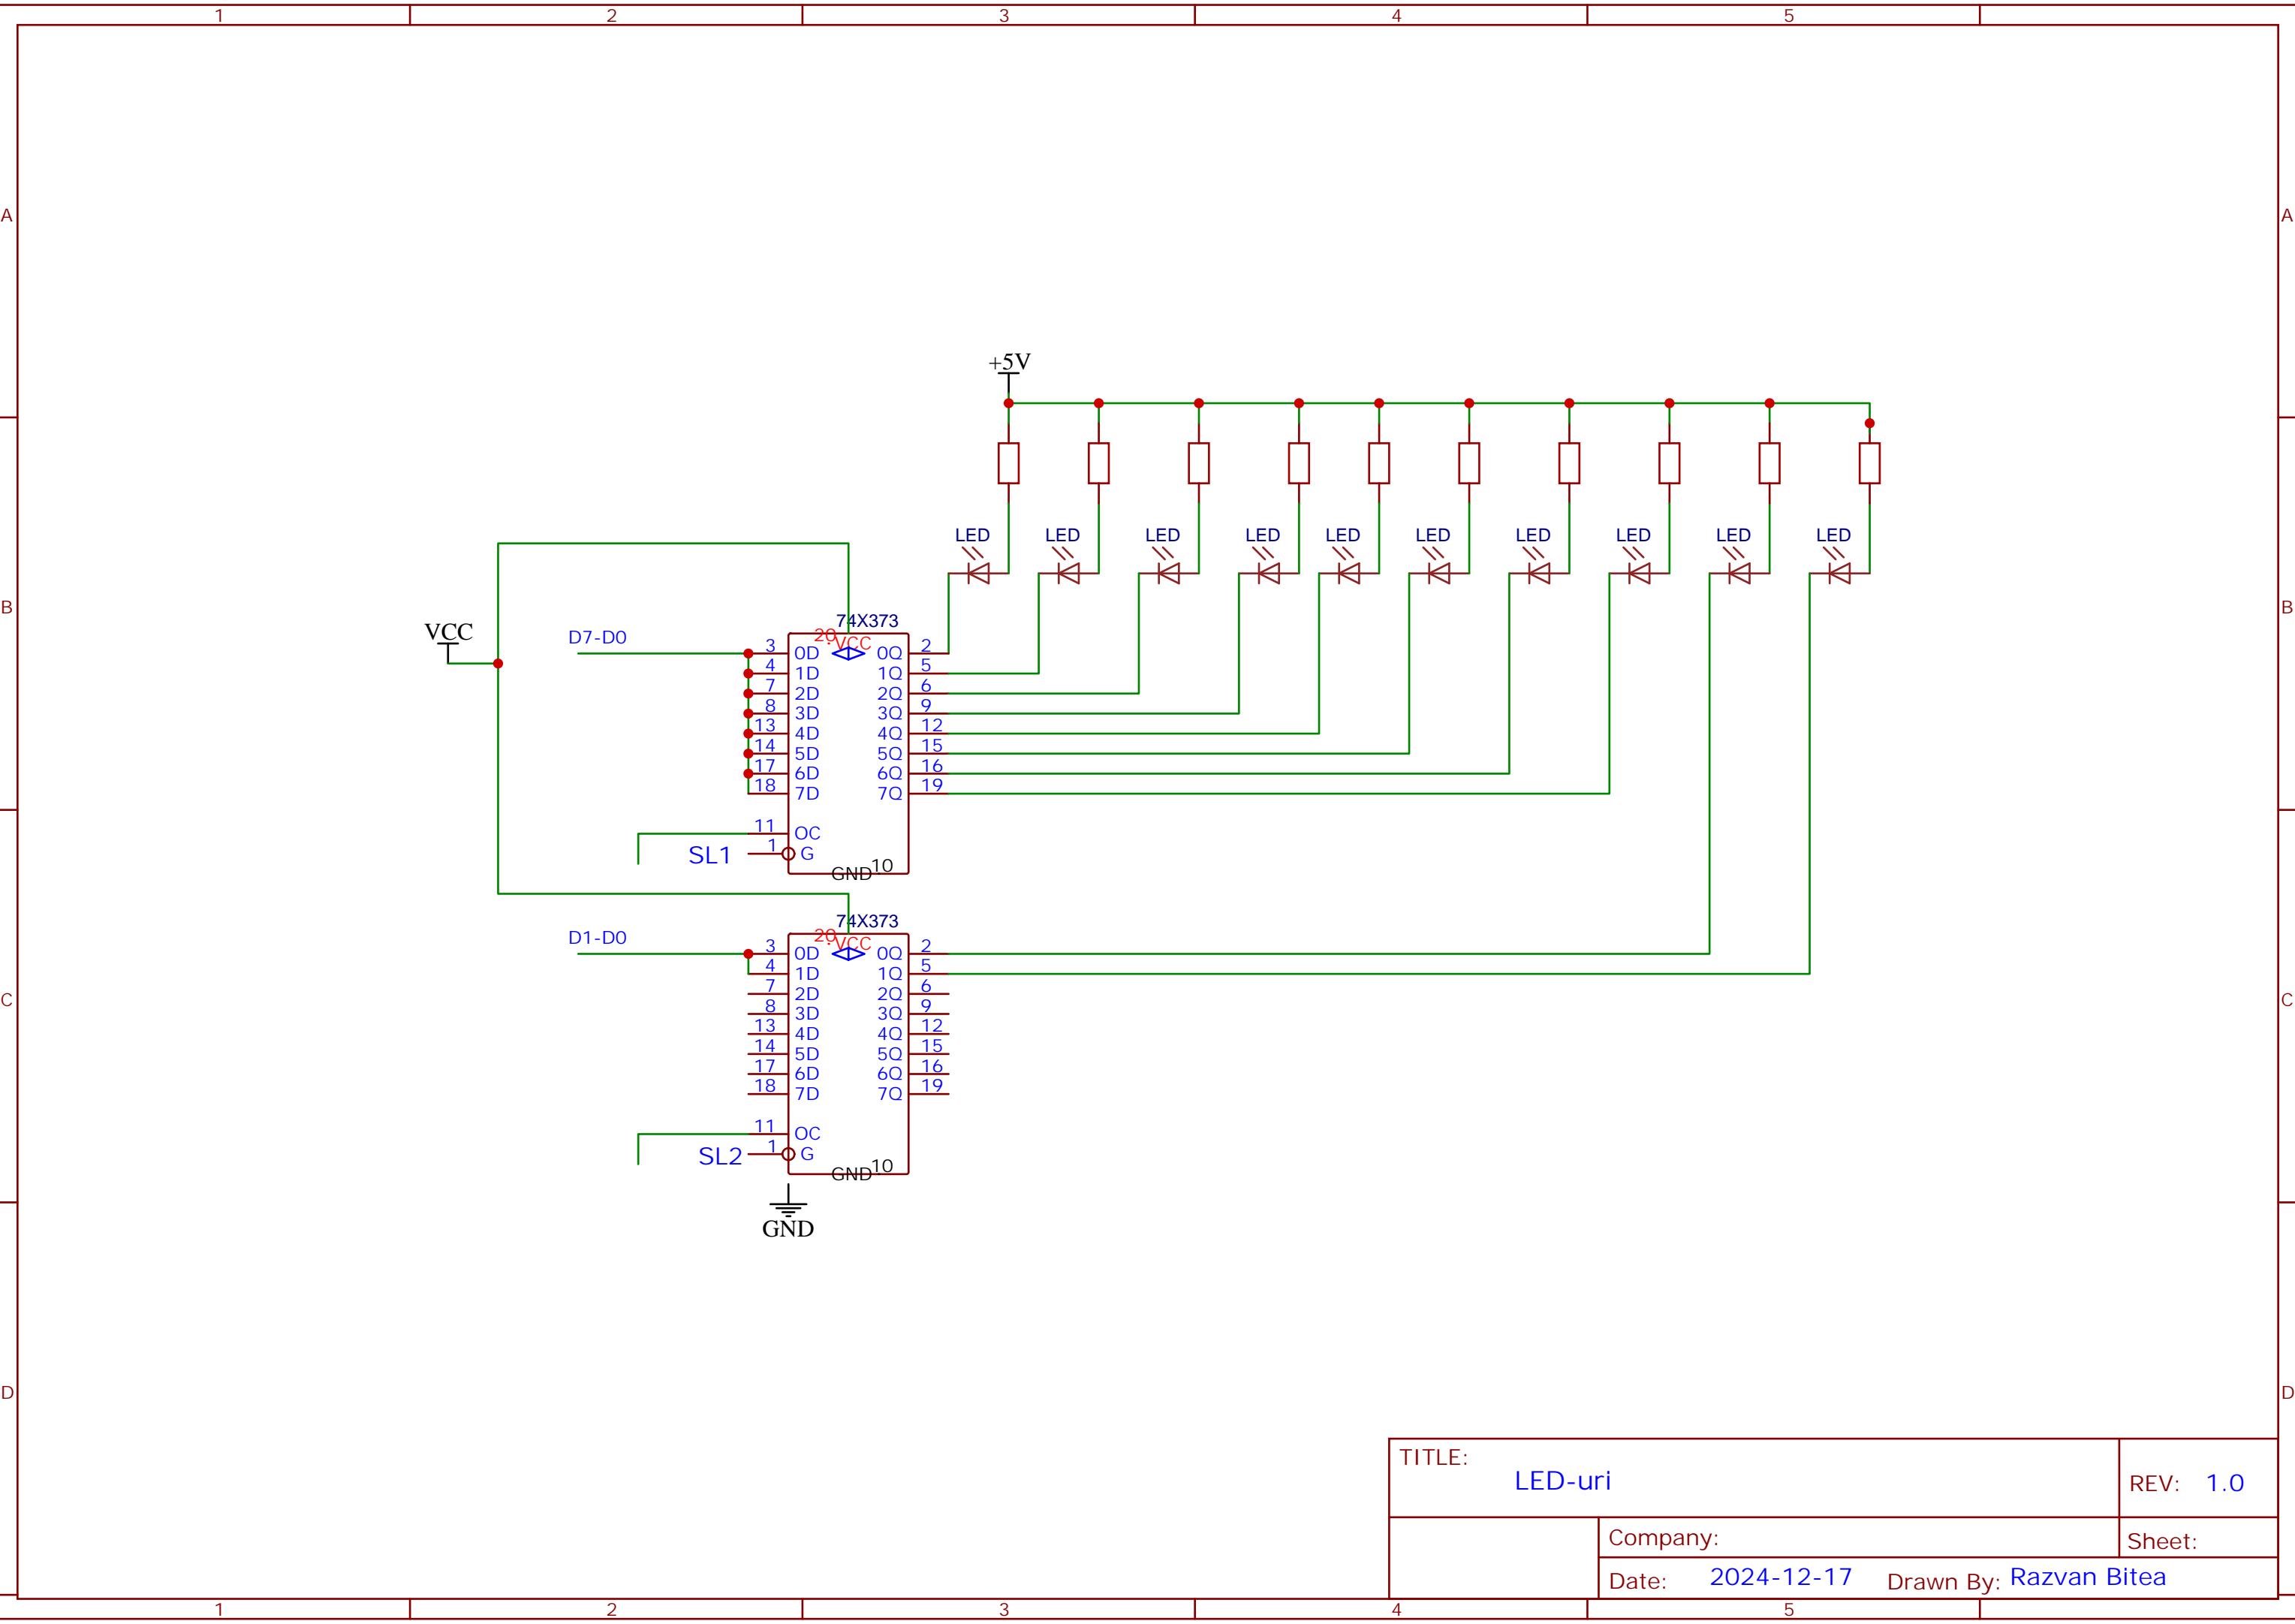 1 2 3 4 5
A A
+5V
LED LED LED LED LED LED LED LED LED LED
B B
VCC
D7-D0
74X373
20 VCC
3 0D 0Q 2
4 1D 1Q 5
7 2D 2Q 6
8 3D 3Q 9
13 4D 4Q 12
14 5D 5Q 15
17 6D 6Q 16
18 7D 7Q 19
11 OC
SL1 1 G
GND 10
74X373
D1-D0
20 VCC
3 0D 0Q 2
4 1D 1Q 5
C C
7 2D 2Q 6
8 3D 3Q 9
13 4D 4Q 12
14 5D 5Q 15
17 6D 6Q 16
18 7D 7Q 19
11 OC
SL2 1 G
GND 10
GND
D D
TITLE:
LED-uri
REV: 1.0
Company:
Sheet:
Date: 2024-12-17 Drawn By: Razvan Bitea
1 2 3 4 5